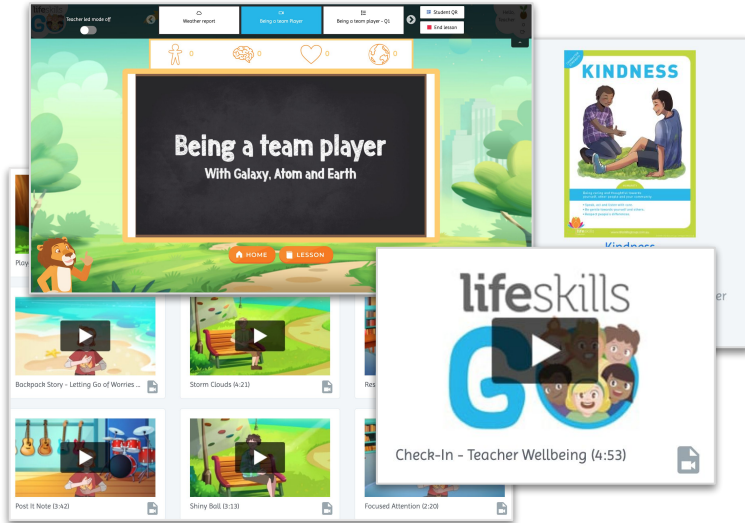 Teacher led mode off
Weather report
Being a team Player
Being a team player - Q1
Student QR
End lesson
0
0
0
0
Being a team player
With Galaxy, Atom and Earth
HOME
LESSON
KINDNESS
Kindness
er
Play
Backpack Story - Letting Go of Worries ...
Storm Clouds (4:21)
Res
Post It Note (3:42)
Shiny Ball (3:13)
Focused Attention (2:20)
lifeskills
GO
Check-In - Teacher Wellbeing (4:53)